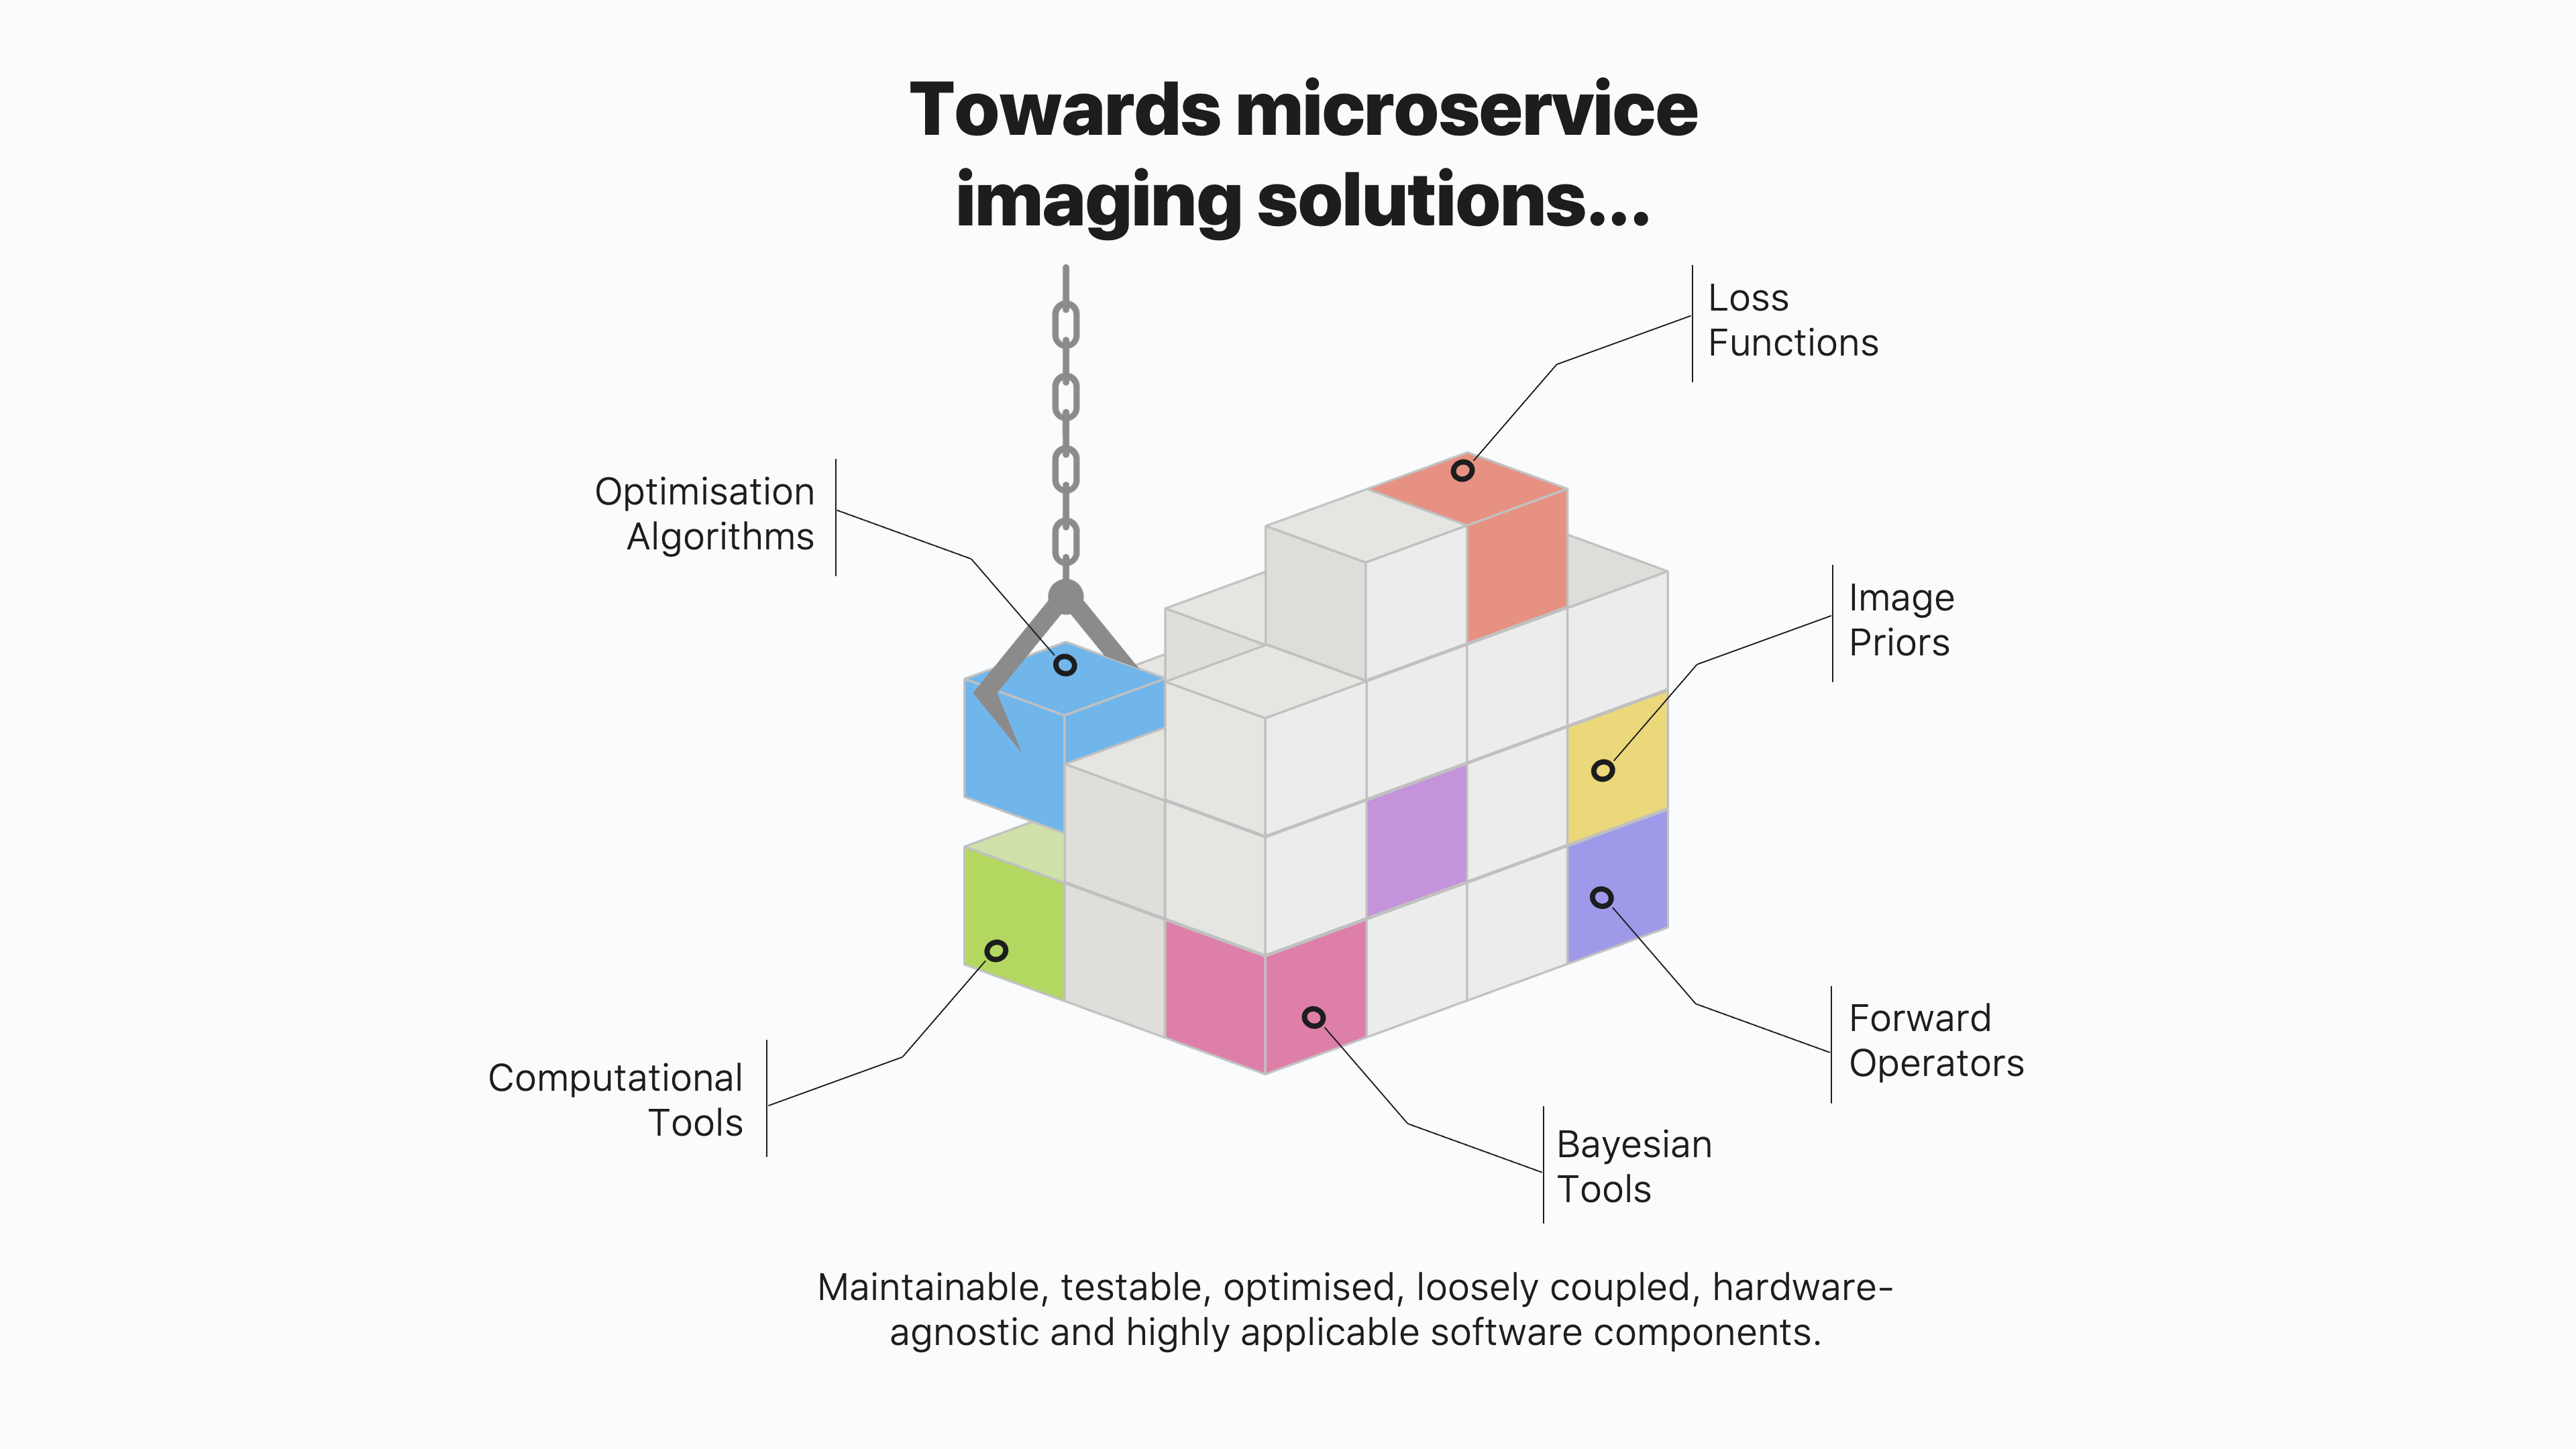 Towards microservice
imaging solutions...
Loss
Functions
Optimisation
Algorithms
Image
Priors
Forward
Operators
Computational
Tools
Bayesian
Tools
Maintainable, testable, optimised, loosely coupled, hardware-
agnostic and highly applicable software components.